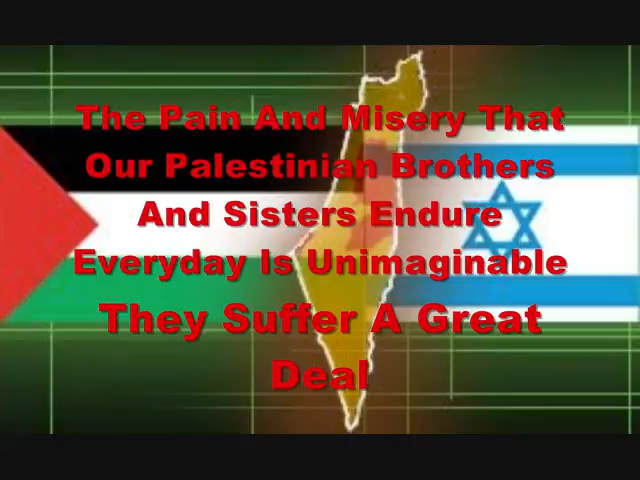 The Pain And Misery That
Our Palestinian Brothers
And Sisters Endure
Everyday Is Unimaginable
They Suffer A Great
Deal